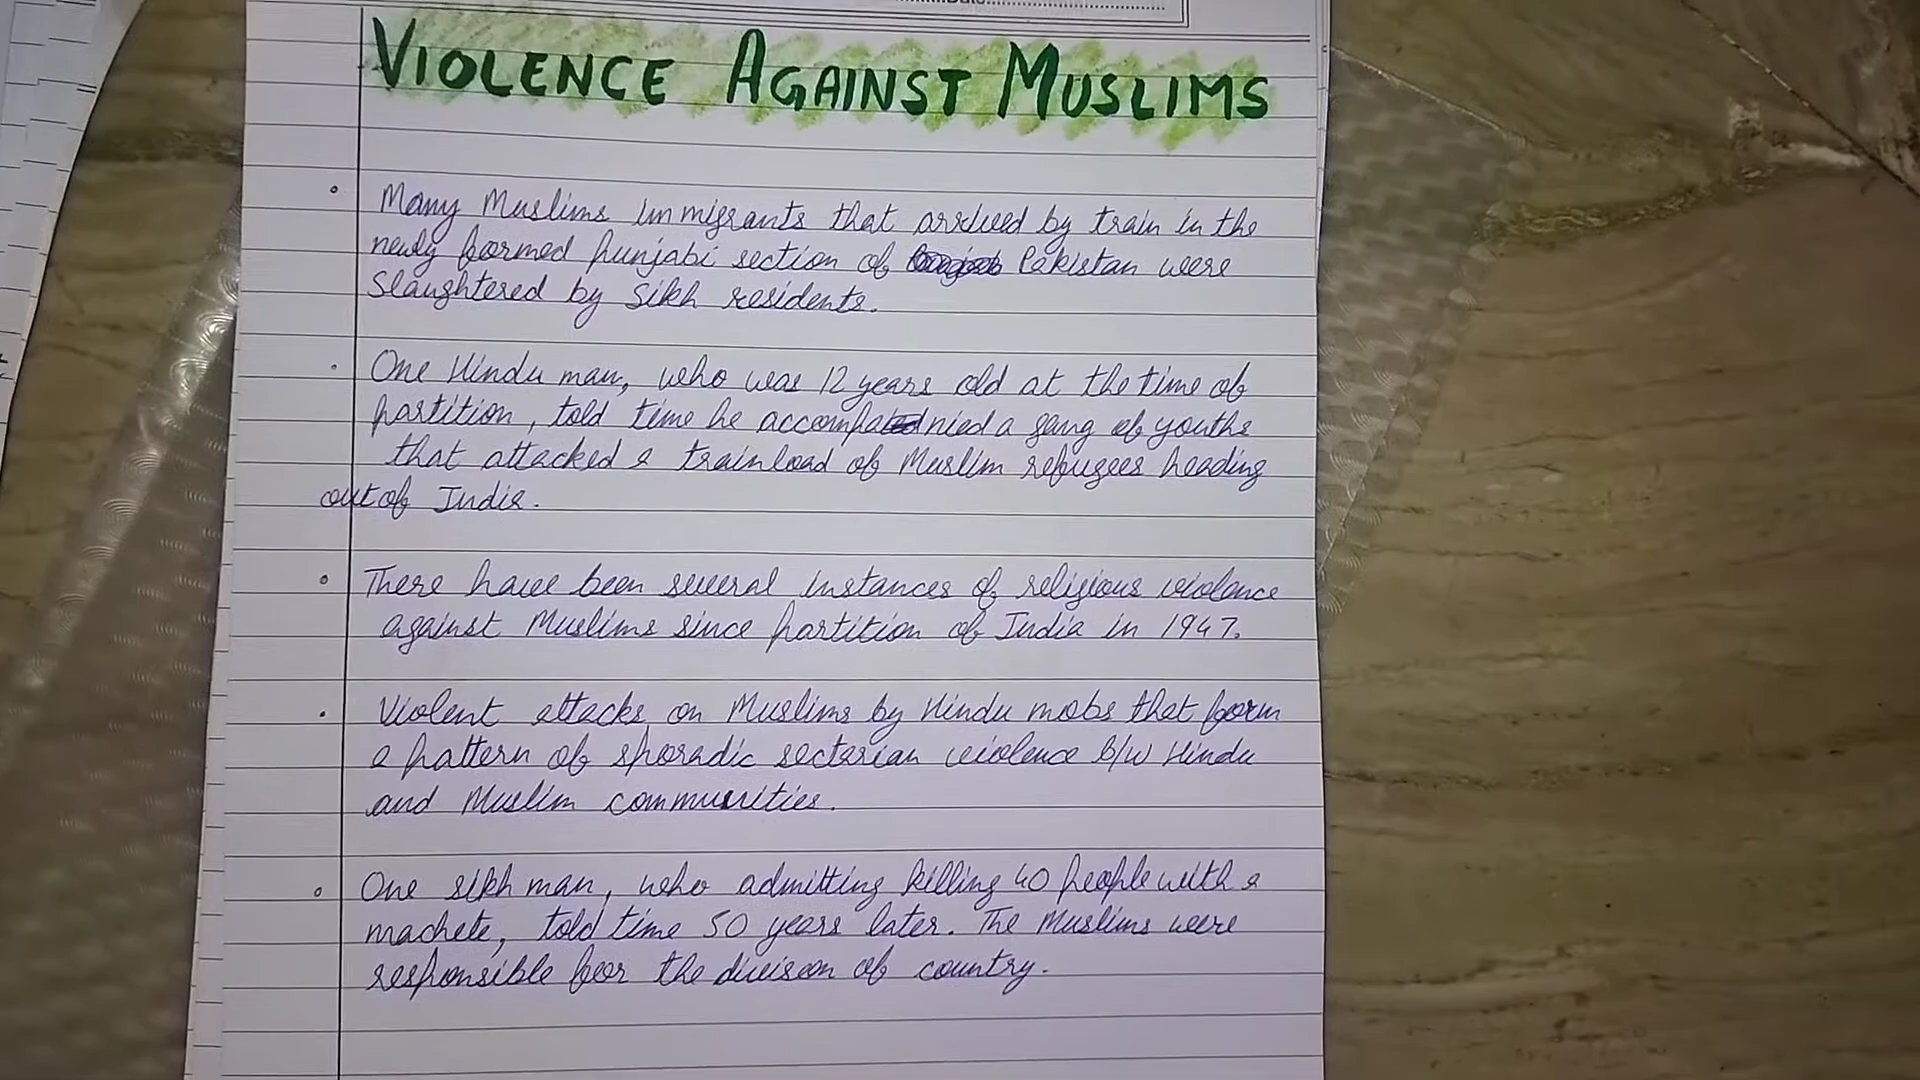 Date
VIOLENCE AGAINST MUSLIMS
Many Muslims immigrants that arrived by train in the
newly formed punjabi section of Pakistan were
slaughtered by Sikh residents.
One Hindu man, who was 12 years old at the time of
partition, told time he accompanied a gang of youths
that attacked a trainload of Muslim refugees heading
out of India.
There have been several instances of religious violence
against Muslims since partition of India in 1947.
Violent attacks on Muslims by Hindu mobs that form
a pattern of sporadic sectarian violence b/w Hindu
and Muslim communities.
One sikh man, who admitting killing 40 people with a
machete, told time 50 years later. The Muslims were
responsible for the division of country.